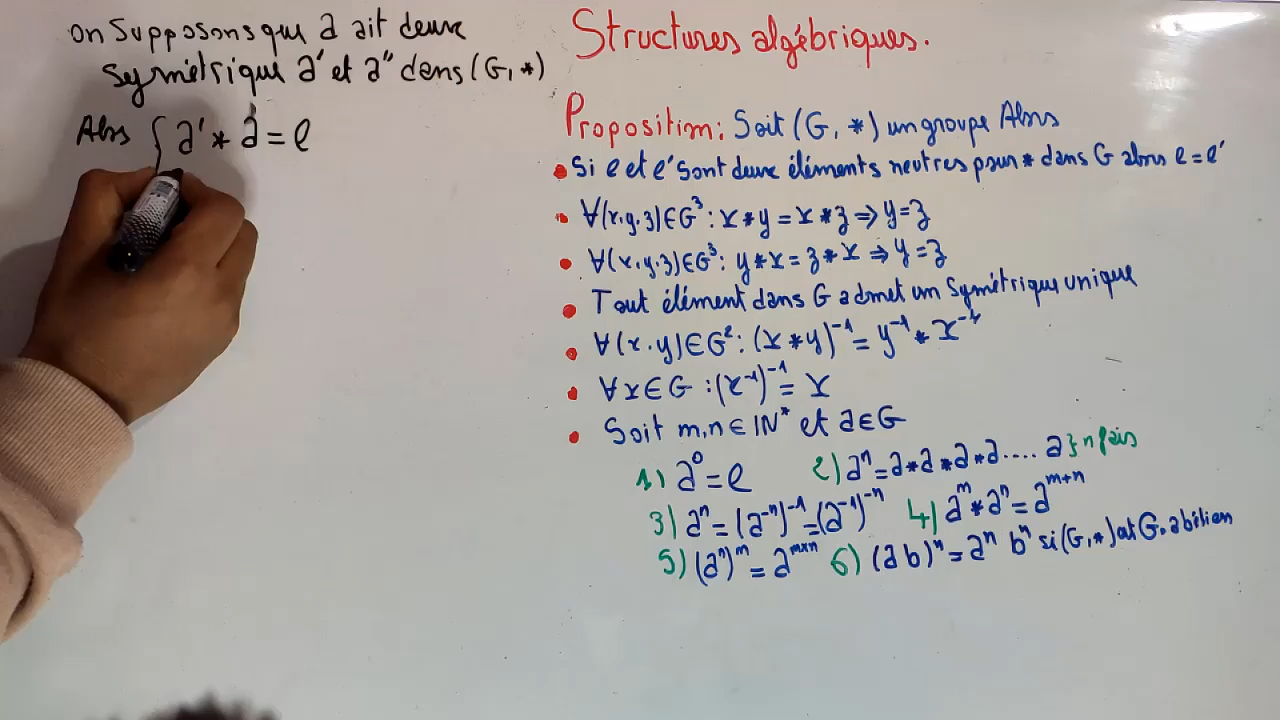 on Supposons que a ait deux
Symétrique a' et a'' dans (G, *)
Alors { a' * a = e
Structures algébriques.
Proposition: Soit (G, *) un groupe Alors
• Si e et e' Sont deux éléments neutres pour * dans G alors e = e'
• ∀(x,y,z)∈G³: x * y = x * z ⇒ y = z
• ∀(x,y,z)∈G³: y * x = z * x ⇒ y = z
• Tout élément dans G admet un Symétrique unique
• ∀(x,y)∈G²: (x * y)⁻¹ = y⁻¹ * x⁻¹
• ∀x∈G : (x⁻¹)⁻¹ = x
• Soit m,n ∈ IN* et a∈G
1) a⁰ = e 2) aⁿ = a * a * a * a .... a } n fois
3) aⁿ = (a⁻ⁿ)⁻¹ = (a⁻¹)⁻ⁿ 4) aᵐ * aⁿ = aᵐ⁺ⁿ
5) (aⁿ)ᵐ = a^{m×n} 6) (a b)ⁿ = aⁿ bⁿ si (G, *) est G. abélien